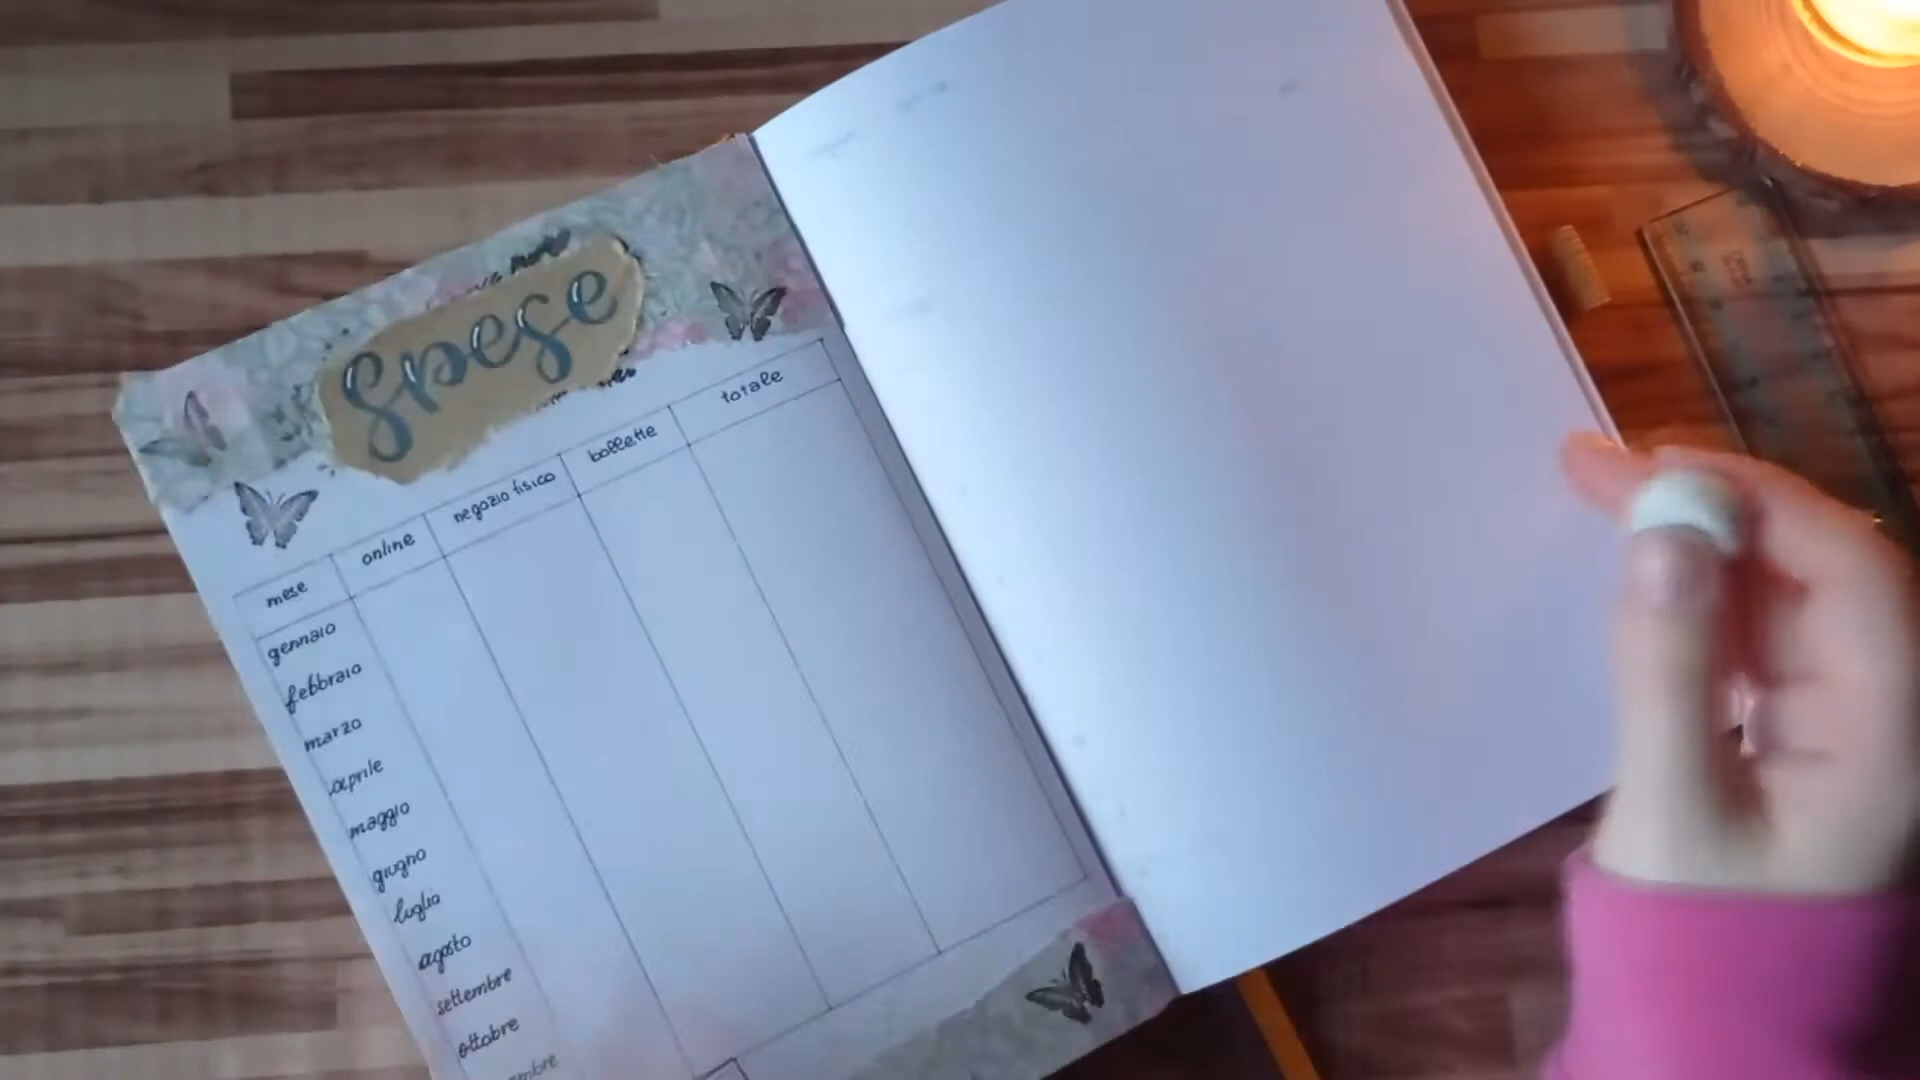 Spese
mese online negozio fisico bollette totale
gennaio
febbraio
marzo
aprile
maggio
giugno
luglio
agosto
settembre
ottobre